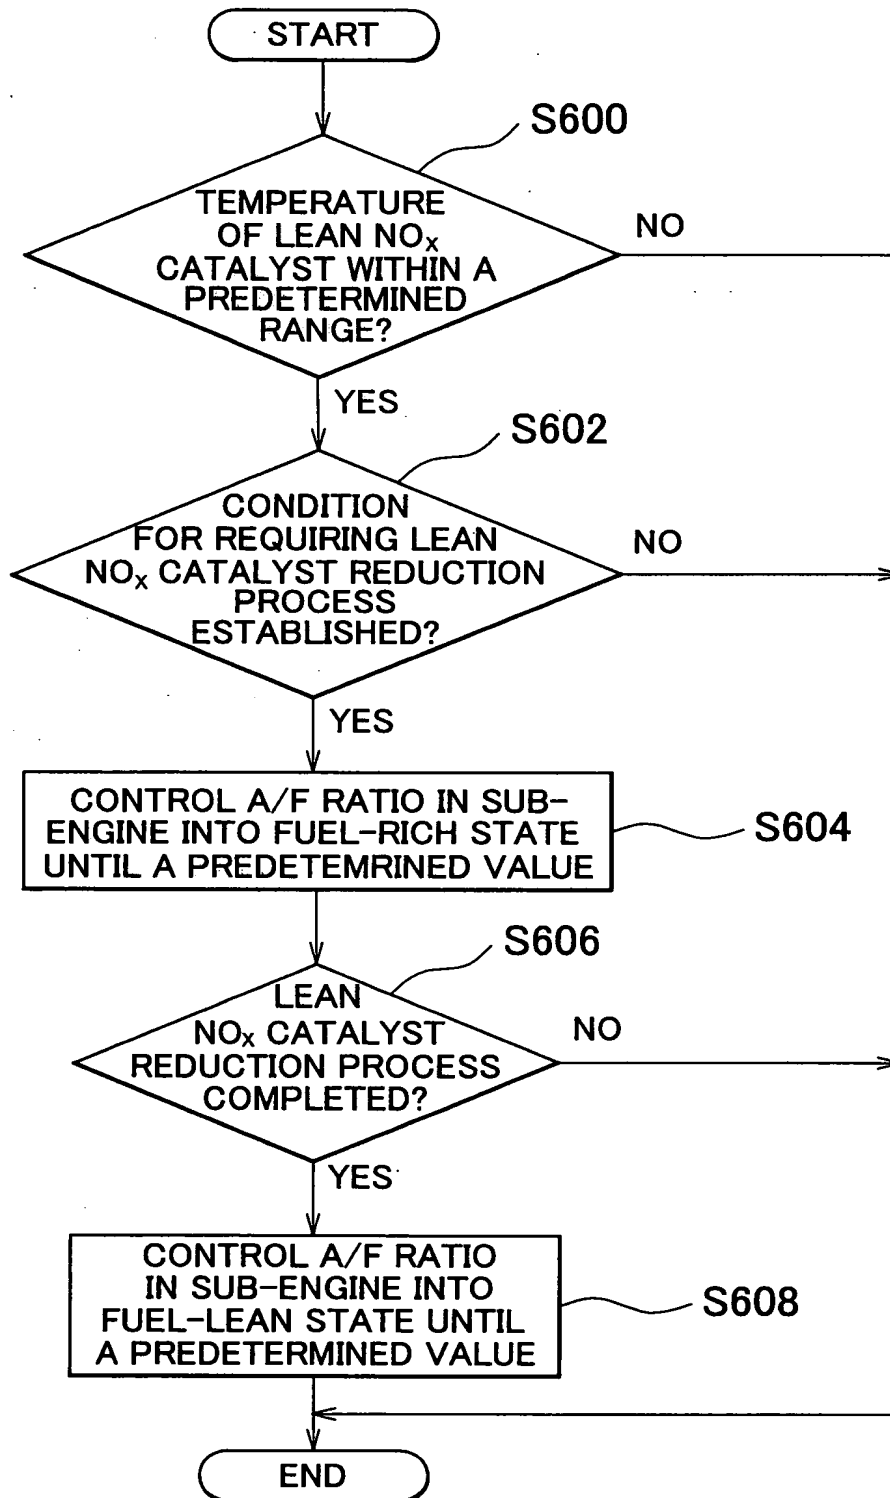 START
S600
TEMPERATURE
OF LEAN NOx
CATALYST WITHIN A
PREDETERMINED
RANGE?
NO
YES
S602
CONDITION
FOR REQUIRING LEAN
NOx CATALYST REDUCTION
PROCESS
ESTABLISHED?
NO
YES
CONTROL A/F RATIO IN SUB-
ENGINE INTO FUEL-RICH STATE
UNTIL A PREDETEMRINED VALUE
S604
S606
LEAN
NOx CATALYST
REDUCTION PROCESS
COMPLETED?
NO
YES
CONTROL A/F RATIO
IN SUB-ENGINE INTO
FUEL-LEAN STATE UNTIL
A PREDETERMINED VALUE
S608
END